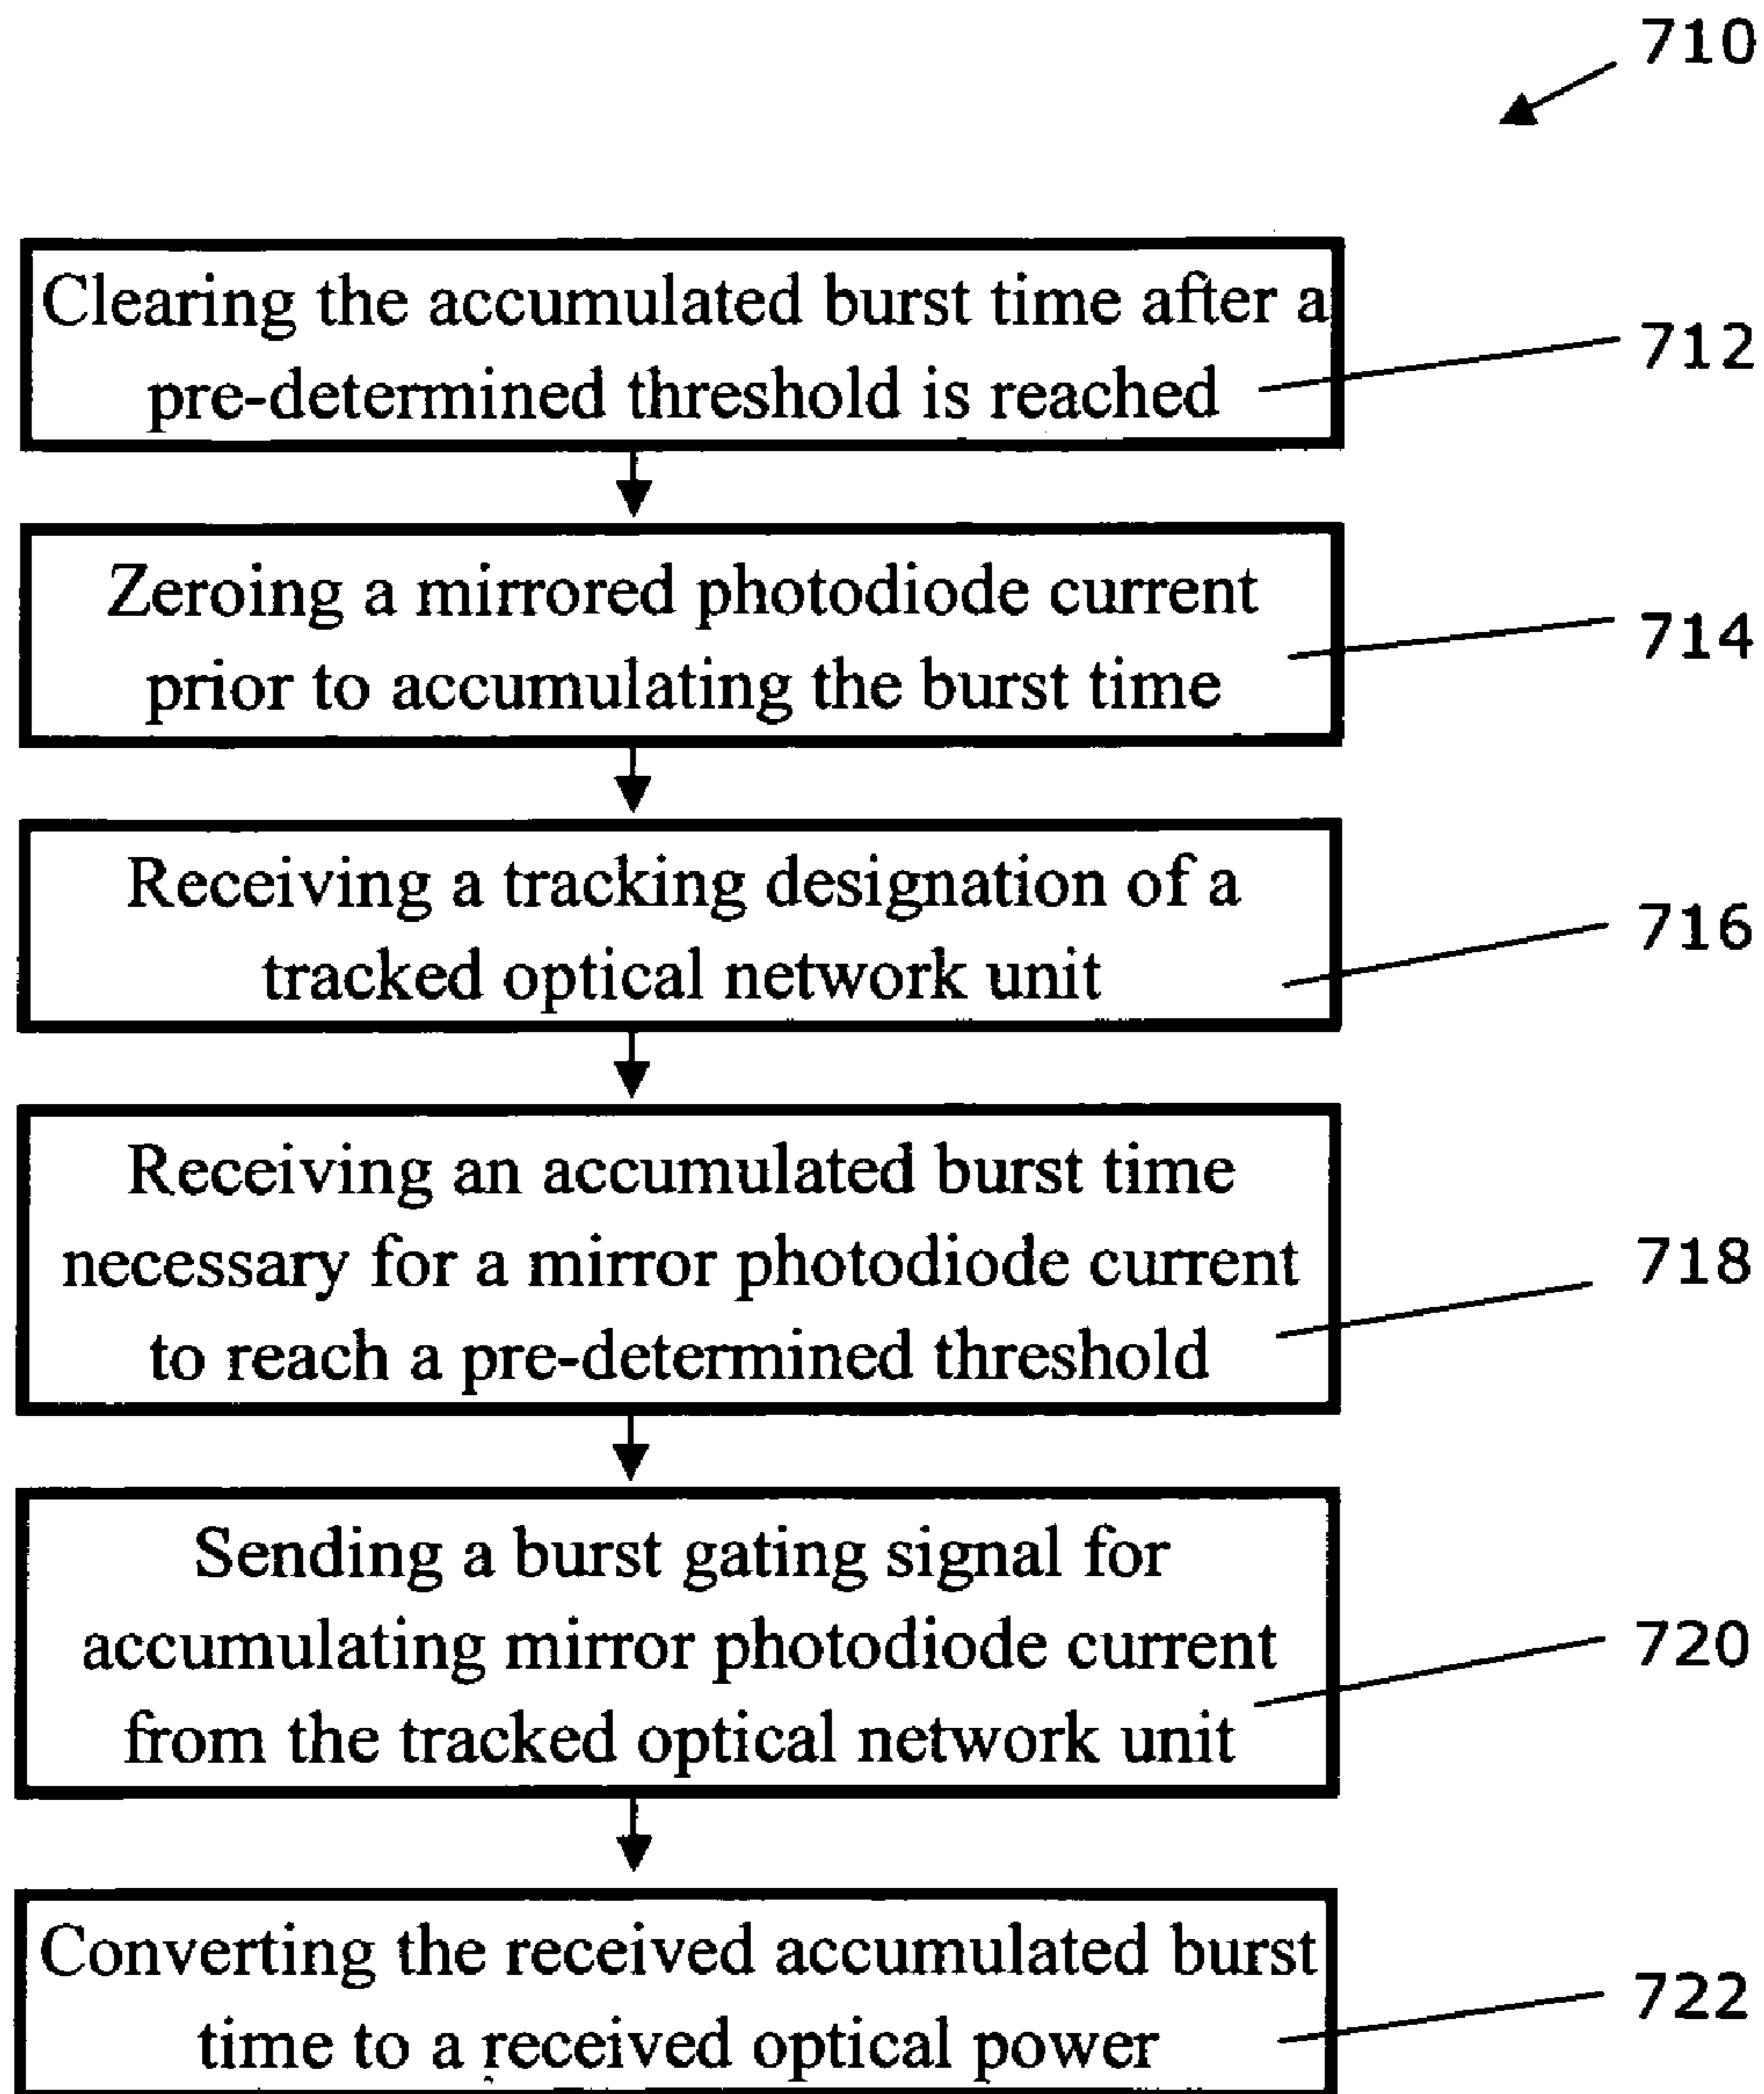 710
Clearing the accumulated burst time after a
pre-determined threshold is reached
712
Zeroing a mirrored photodiode current
prior to accumulating the burst time
714
Receiving a tracking designation of a
tracked optical network unit
716
Receiving an accumulated burst time
necessary for a mirror photodiode current
to reach a pre-determined threshold
718
Sending a burst gating signal for
accumulating mirror photodiode current
from the tracked optical network unit
720
Converting the received accumulated burst
time to a received optical power
722